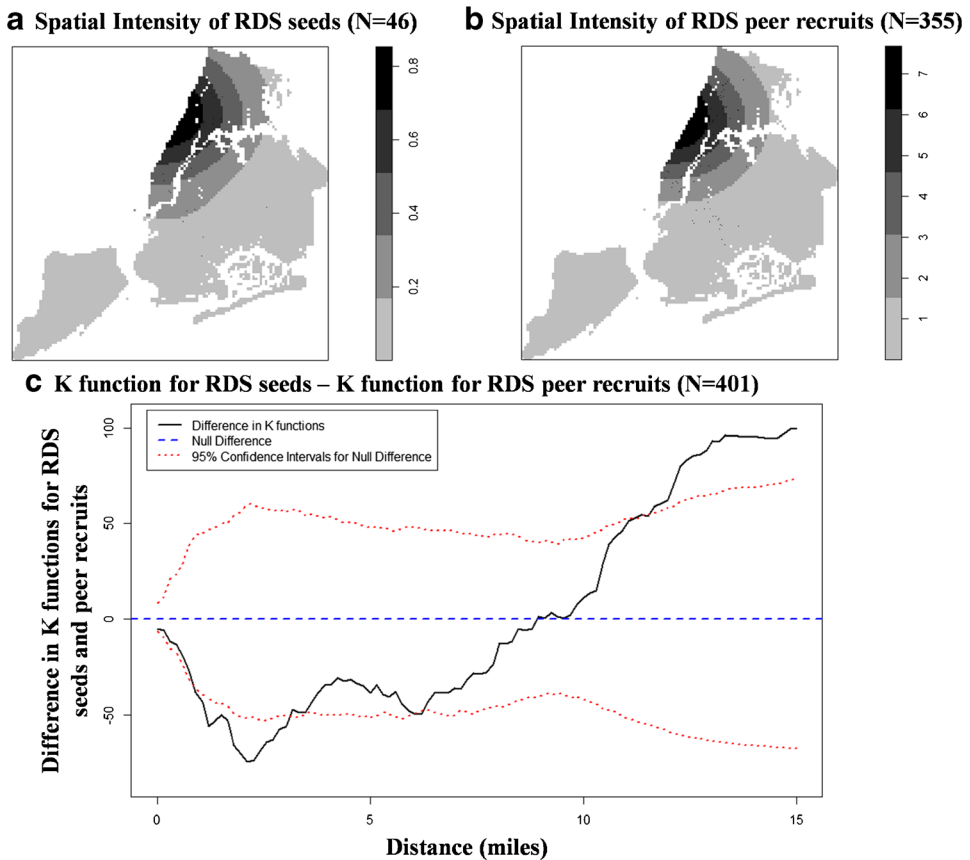 a Spatial Intensity of RDS seeds (N=46)
0.8
0.6
0.4
0.2
b Spatial Intensity of RDS peer recruits (N=355)
7
6
5
4
3
2
1
c K function for RDS seeds – K function for RDS peer recruits (N=401)
Difference in K functions
Null Difference
95% Confidence Intervals for Null Difference
Difference in K functions for RDS
seeds and peer recruits
100
50
0
-50
0
5
10
15
Distance (miles)